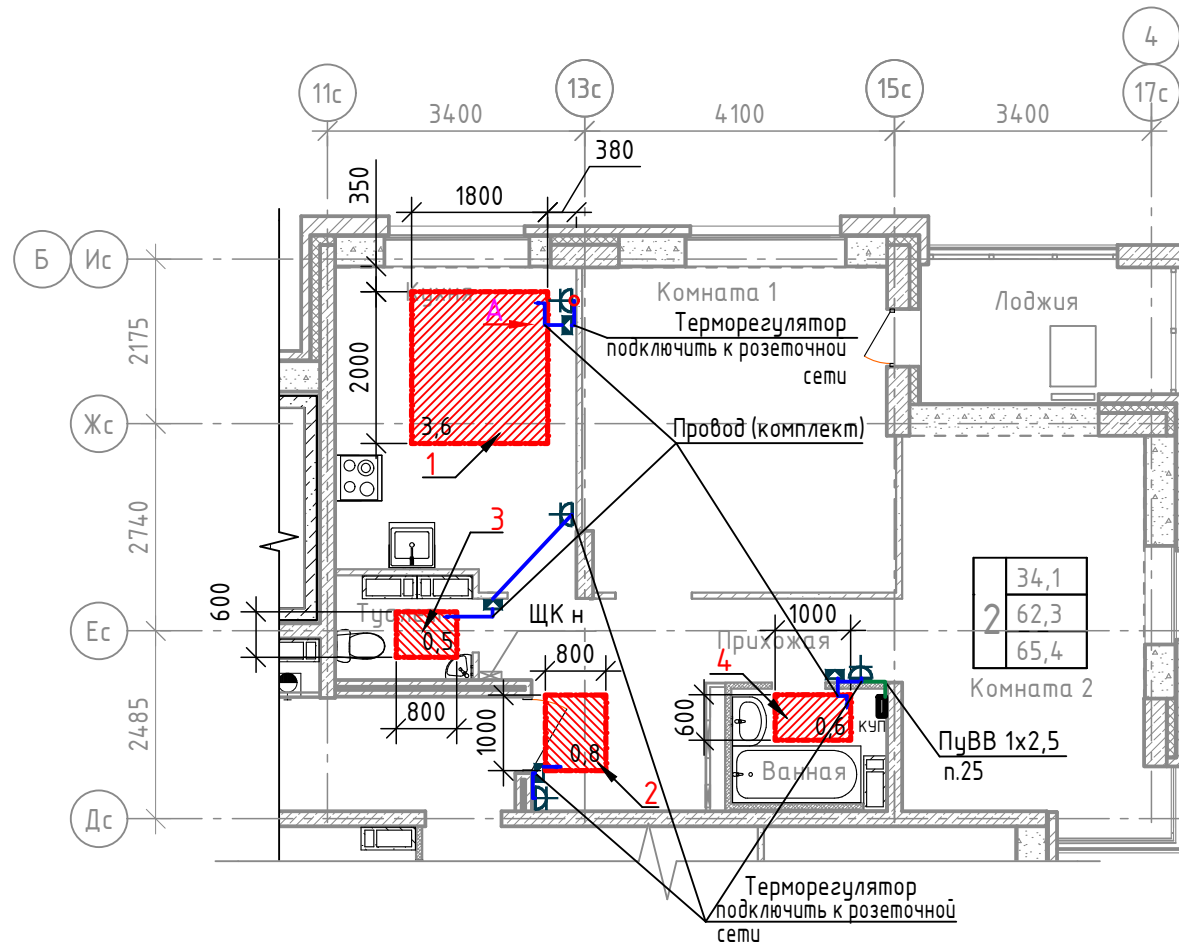 4
11с
13с
15с
17с
3400
4100
3400
380
350
1800
Б
Ис
Кухня
Комната 1
Лоджия
А
Терморегулятор
подключить к розеточной
сети
2175
2000
Жс
3,6
1
Провод (комплект)
2740
3
34,1
2
62,3
65,4
600
Ту
ЩК н
1000
Ес
0,5
Прихожая
800
4
Комната 2
2485
800
1000
600
0,6
куп
ПуВВ 1х2,5
п.25
0,8
Ванная
2
Дс
Терморегулятор
подключить к розеточной
сети